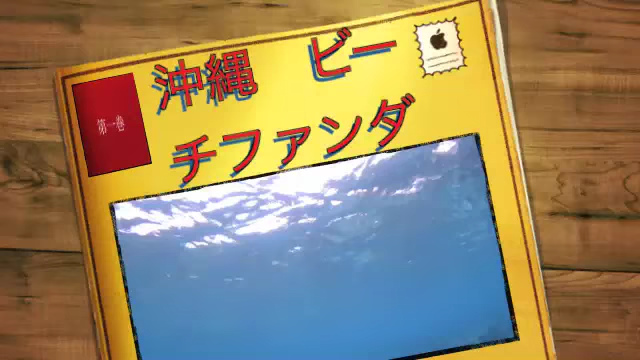 沖縄　ビー
チファンダ
第一巻